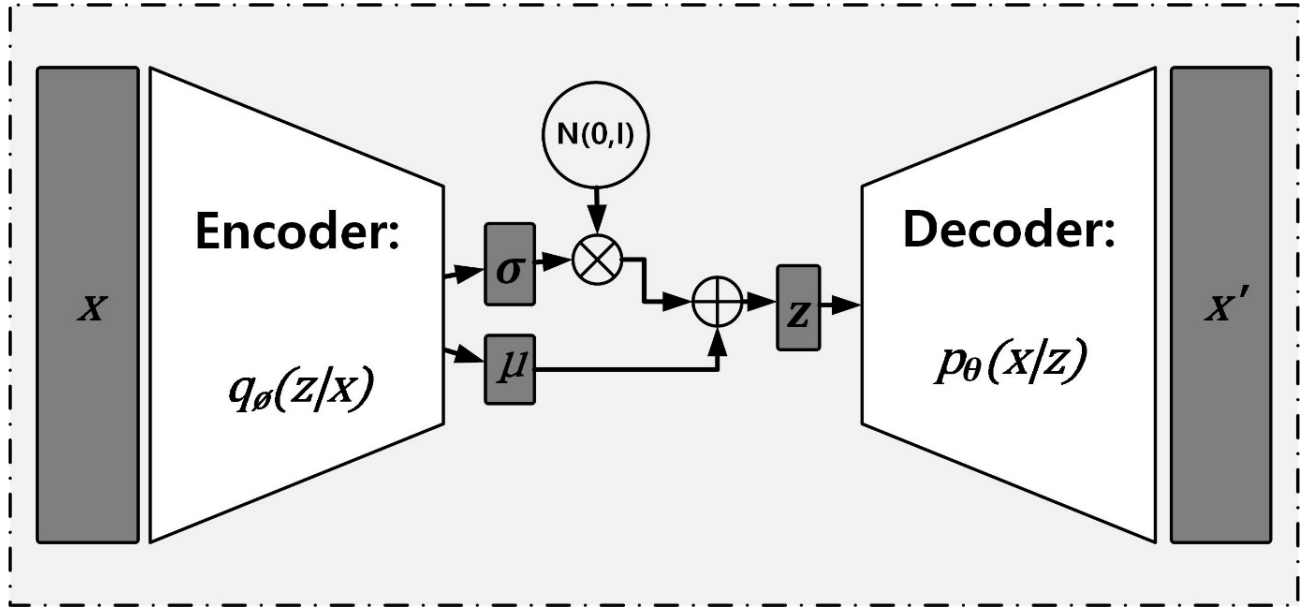 x
Encoder:
qø(z/x)
N(0,I)
σ
μ
z
Decoder:
pθ(x/z)
x′